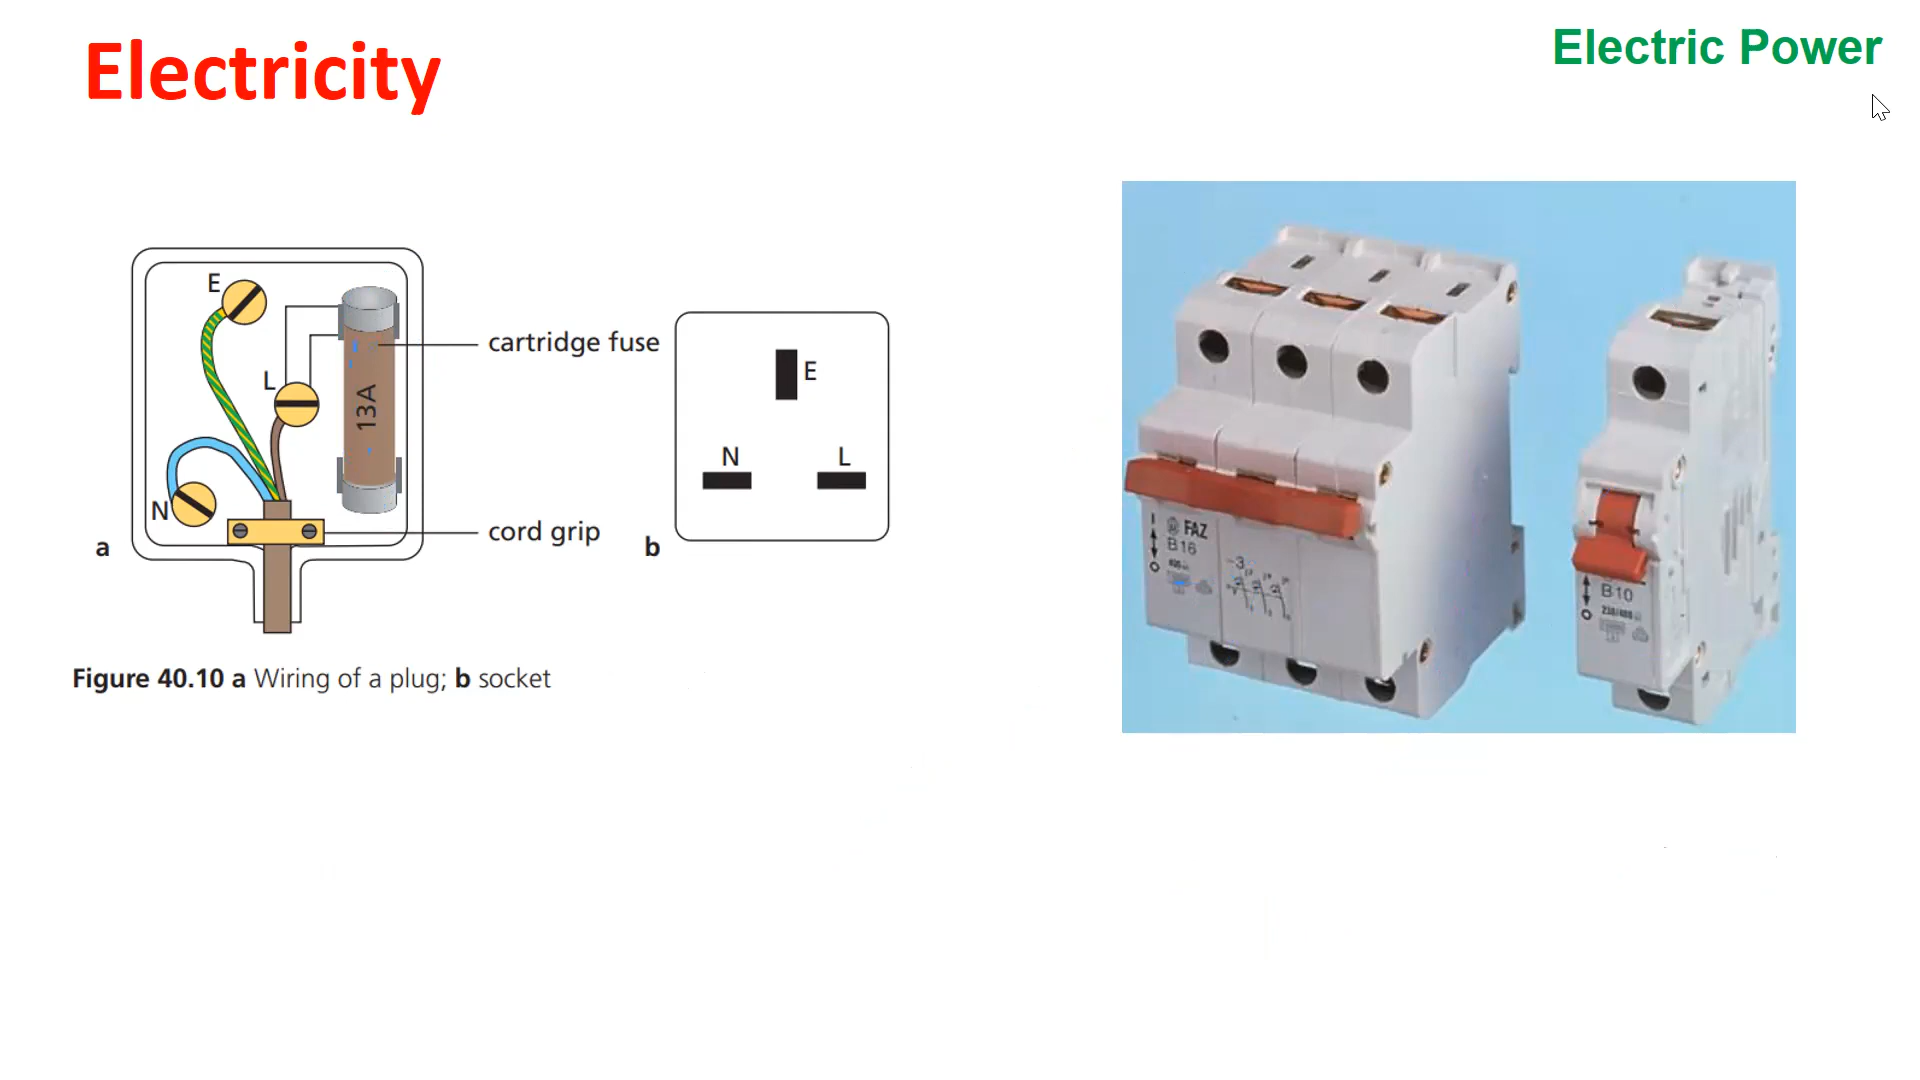 Electricity
Electric Power
E
L
N
13A
cartridge fuse
cord grip
a
E
N
L
b
Figure 40.10 a Wiring of a plug; b socket
FAZ
B16
B10